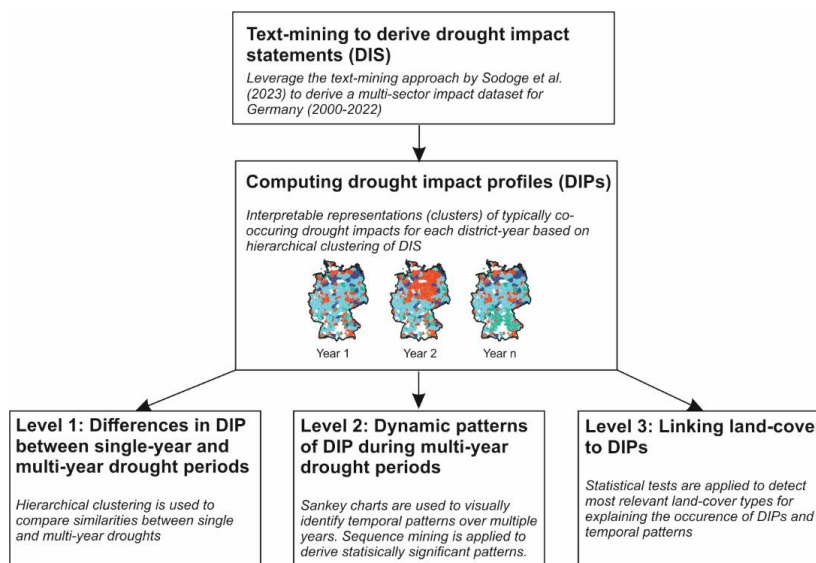 Text-mining to derive drought impact
statements (DIS)
Leverage the text-mining approach by Sodoge et al.
(2023) to derive a multi-sector impact dataset for
Germany (2000-2022)
Computing drought impact profiles (DIPs)
Interpretable representations (clusters) of typically co-
occuring drought impacts for each district-year based on
hierarchical clustering of DIS
Year 1
Year 2
Year n
Level 1: Differences in DIP
between single-year and
multi-year drought periods
Hierarchical clustering is used to
compare similarities between single
and multi-year droughts
Level 2: Dynamic patterns
of DIP during multi-year
drought periods
Sankey charts are used to visually
identify temporal patterns over multiple
years. Sequence mining is applied to
derive statisically significant patterns.
Level 3: Linking land-cover
to DIPs
Statistical tests are applied to detect
most relevant land-cover types for
explaining the occurence of DIPs and
temporal patterns